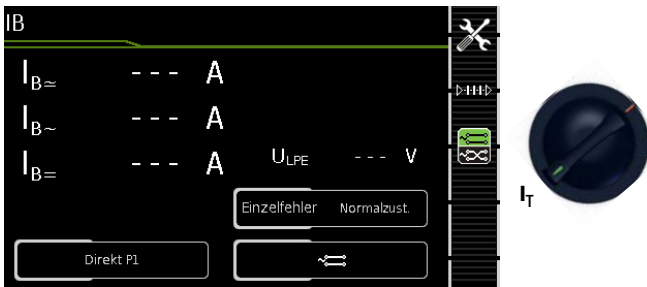 IB
IB≃ - - - A
IB~ - - - A
IB= - - - A
ULPE - - - V
Einzelfehler Normalzust.
Direkt P1
IT